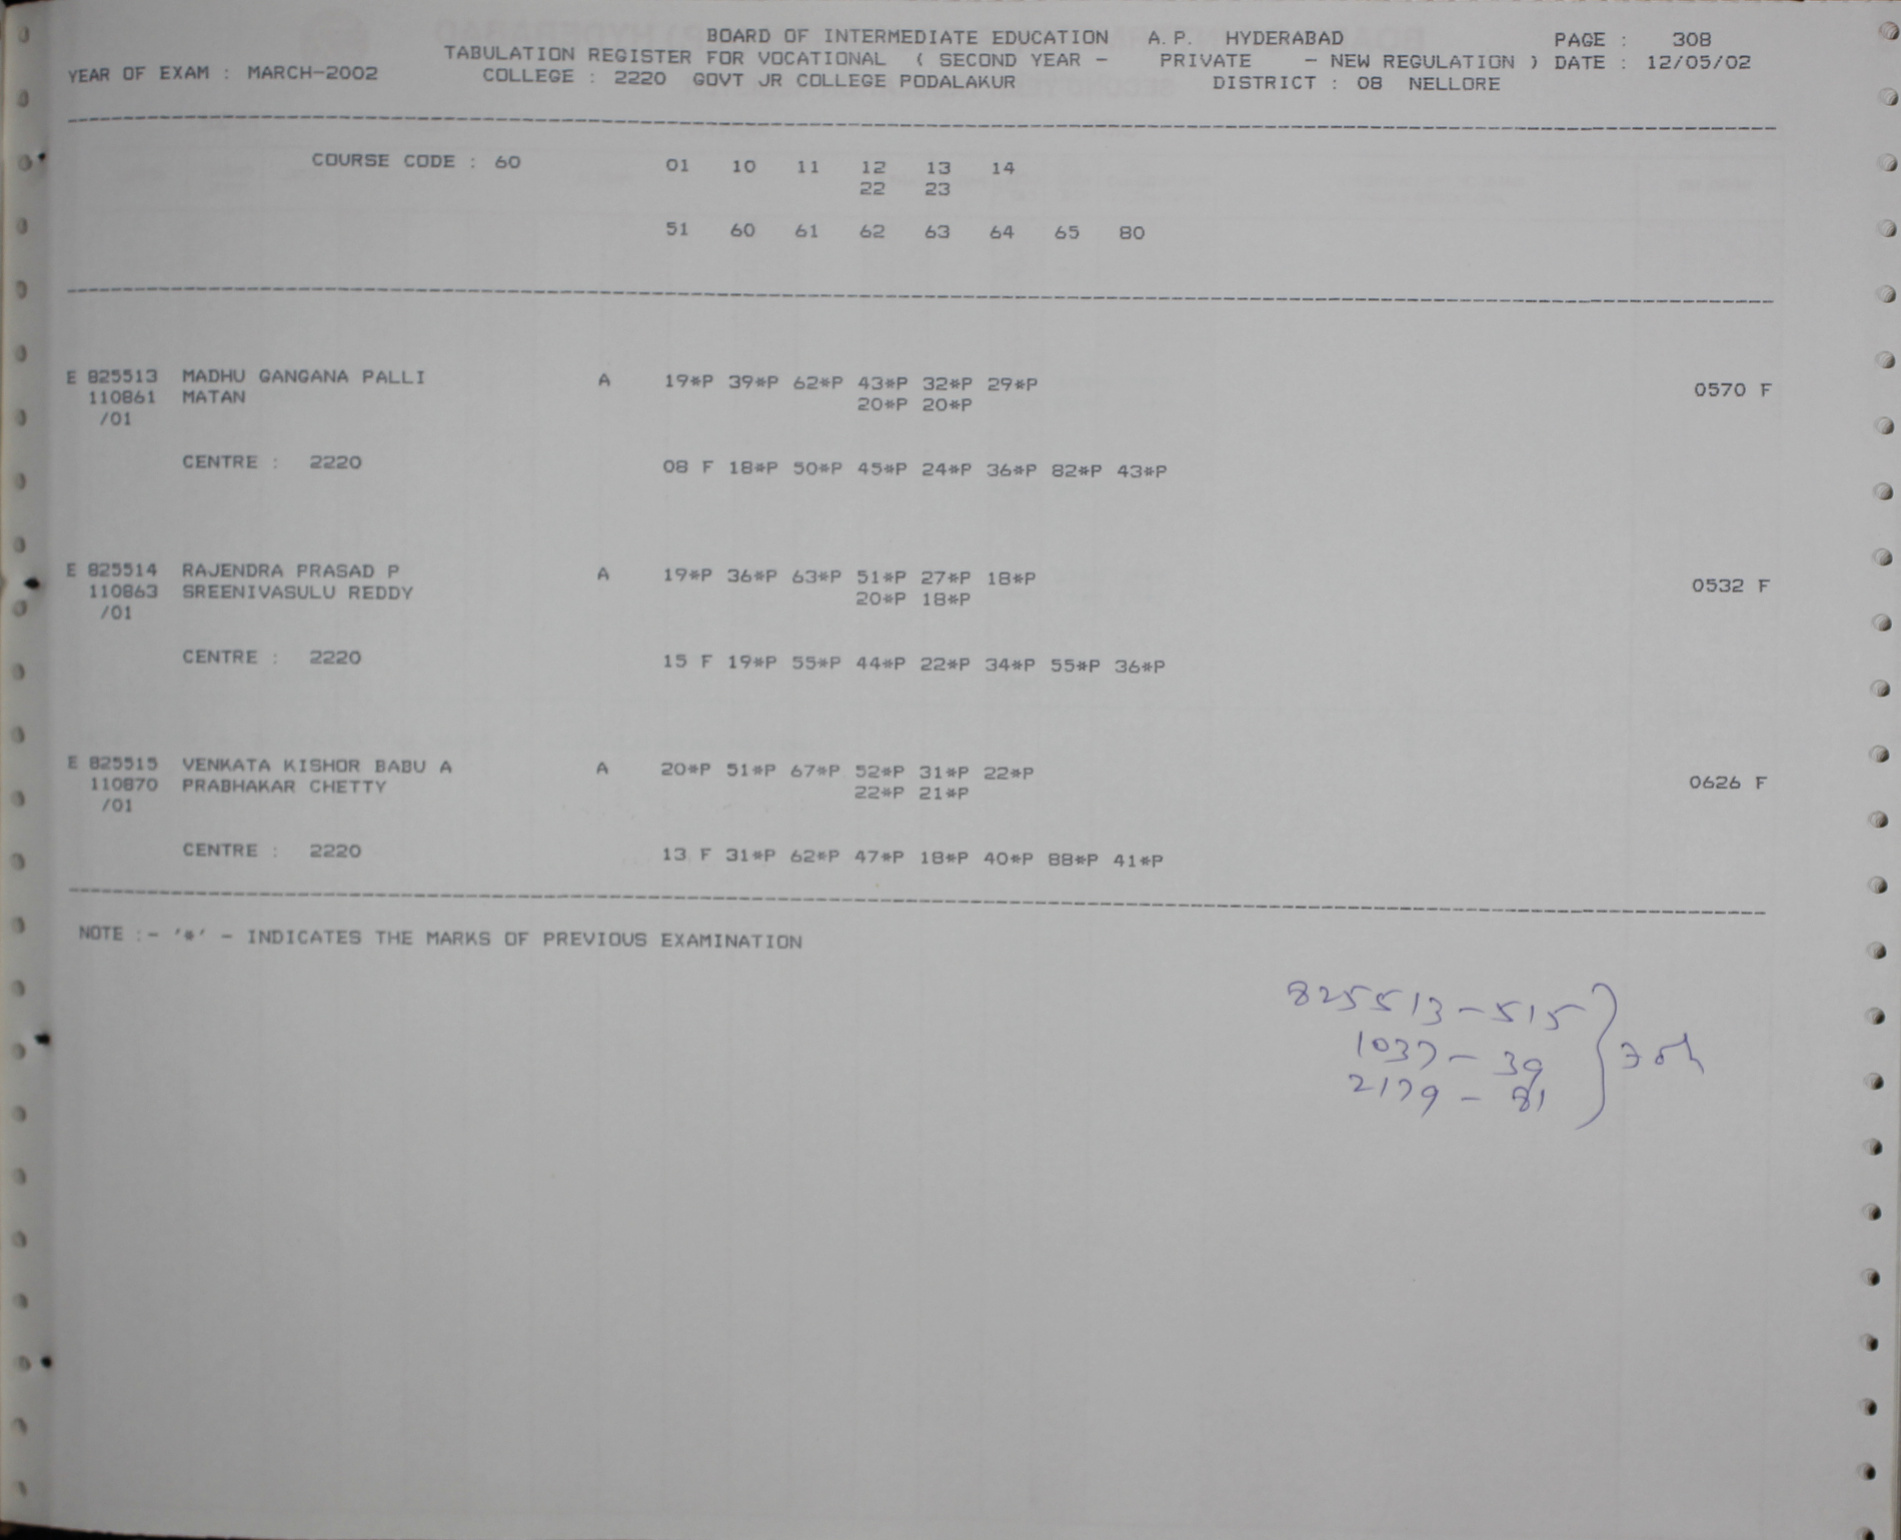 BOARD OF INTERMEDIATE EDUCATION A.P. HYDERABAD PAGE : 308
TABULATION REGISTER FOR VOCATIONAL ( SECOND YEAR - PRIVATE - NEW REGULATION ) DATE : 12/05/02
YEAR OF EXAM : MARCH-2002 COLLEGE : 2220 GOVT JR COLLEGE PODALAKUR DISTRICT : 08 NELLORE
COURSE CODE : 60 01 10 11 12 13 14
22 23
51 60 61 62 63 64 65 80
E 825513 MADHU GANGANA PALLI A 19*P 39*P 62*P 43*P 32*P 29*P 0570 F
110861 MATAN 20*P 20*P
/01
CENTRE : 2220 08 F 18*P 50*P 45*P 24*P 36*P 82*P 43*P
E 825514 RAJENDRA PRASAD P A 19*P 36*P 63*P 51*P 27*P 18*P 0532 F
110863 SREENIVASULU REDDY 20*P 18*P
/01
CENTRE : 2220 15 F 19*P 55*P 44*P 22*P 34*P 55*P 36*P
E 825515 VENKATA KISHOR BABU A A 20*P 51*P 67*P 52*P 31*P 22*P 0626 F
110870 PRABHAKAR CHETTY 22*P 21*P
/01
CENTRE : 2220 13 F 31*P 62*P 47*P 18*P 40*P 88*P 41*P
NOTE :- '*' - INDICATES THE MARKS OF PREVIOUS EXAMINATION
825513-515
1037-39
2179-81